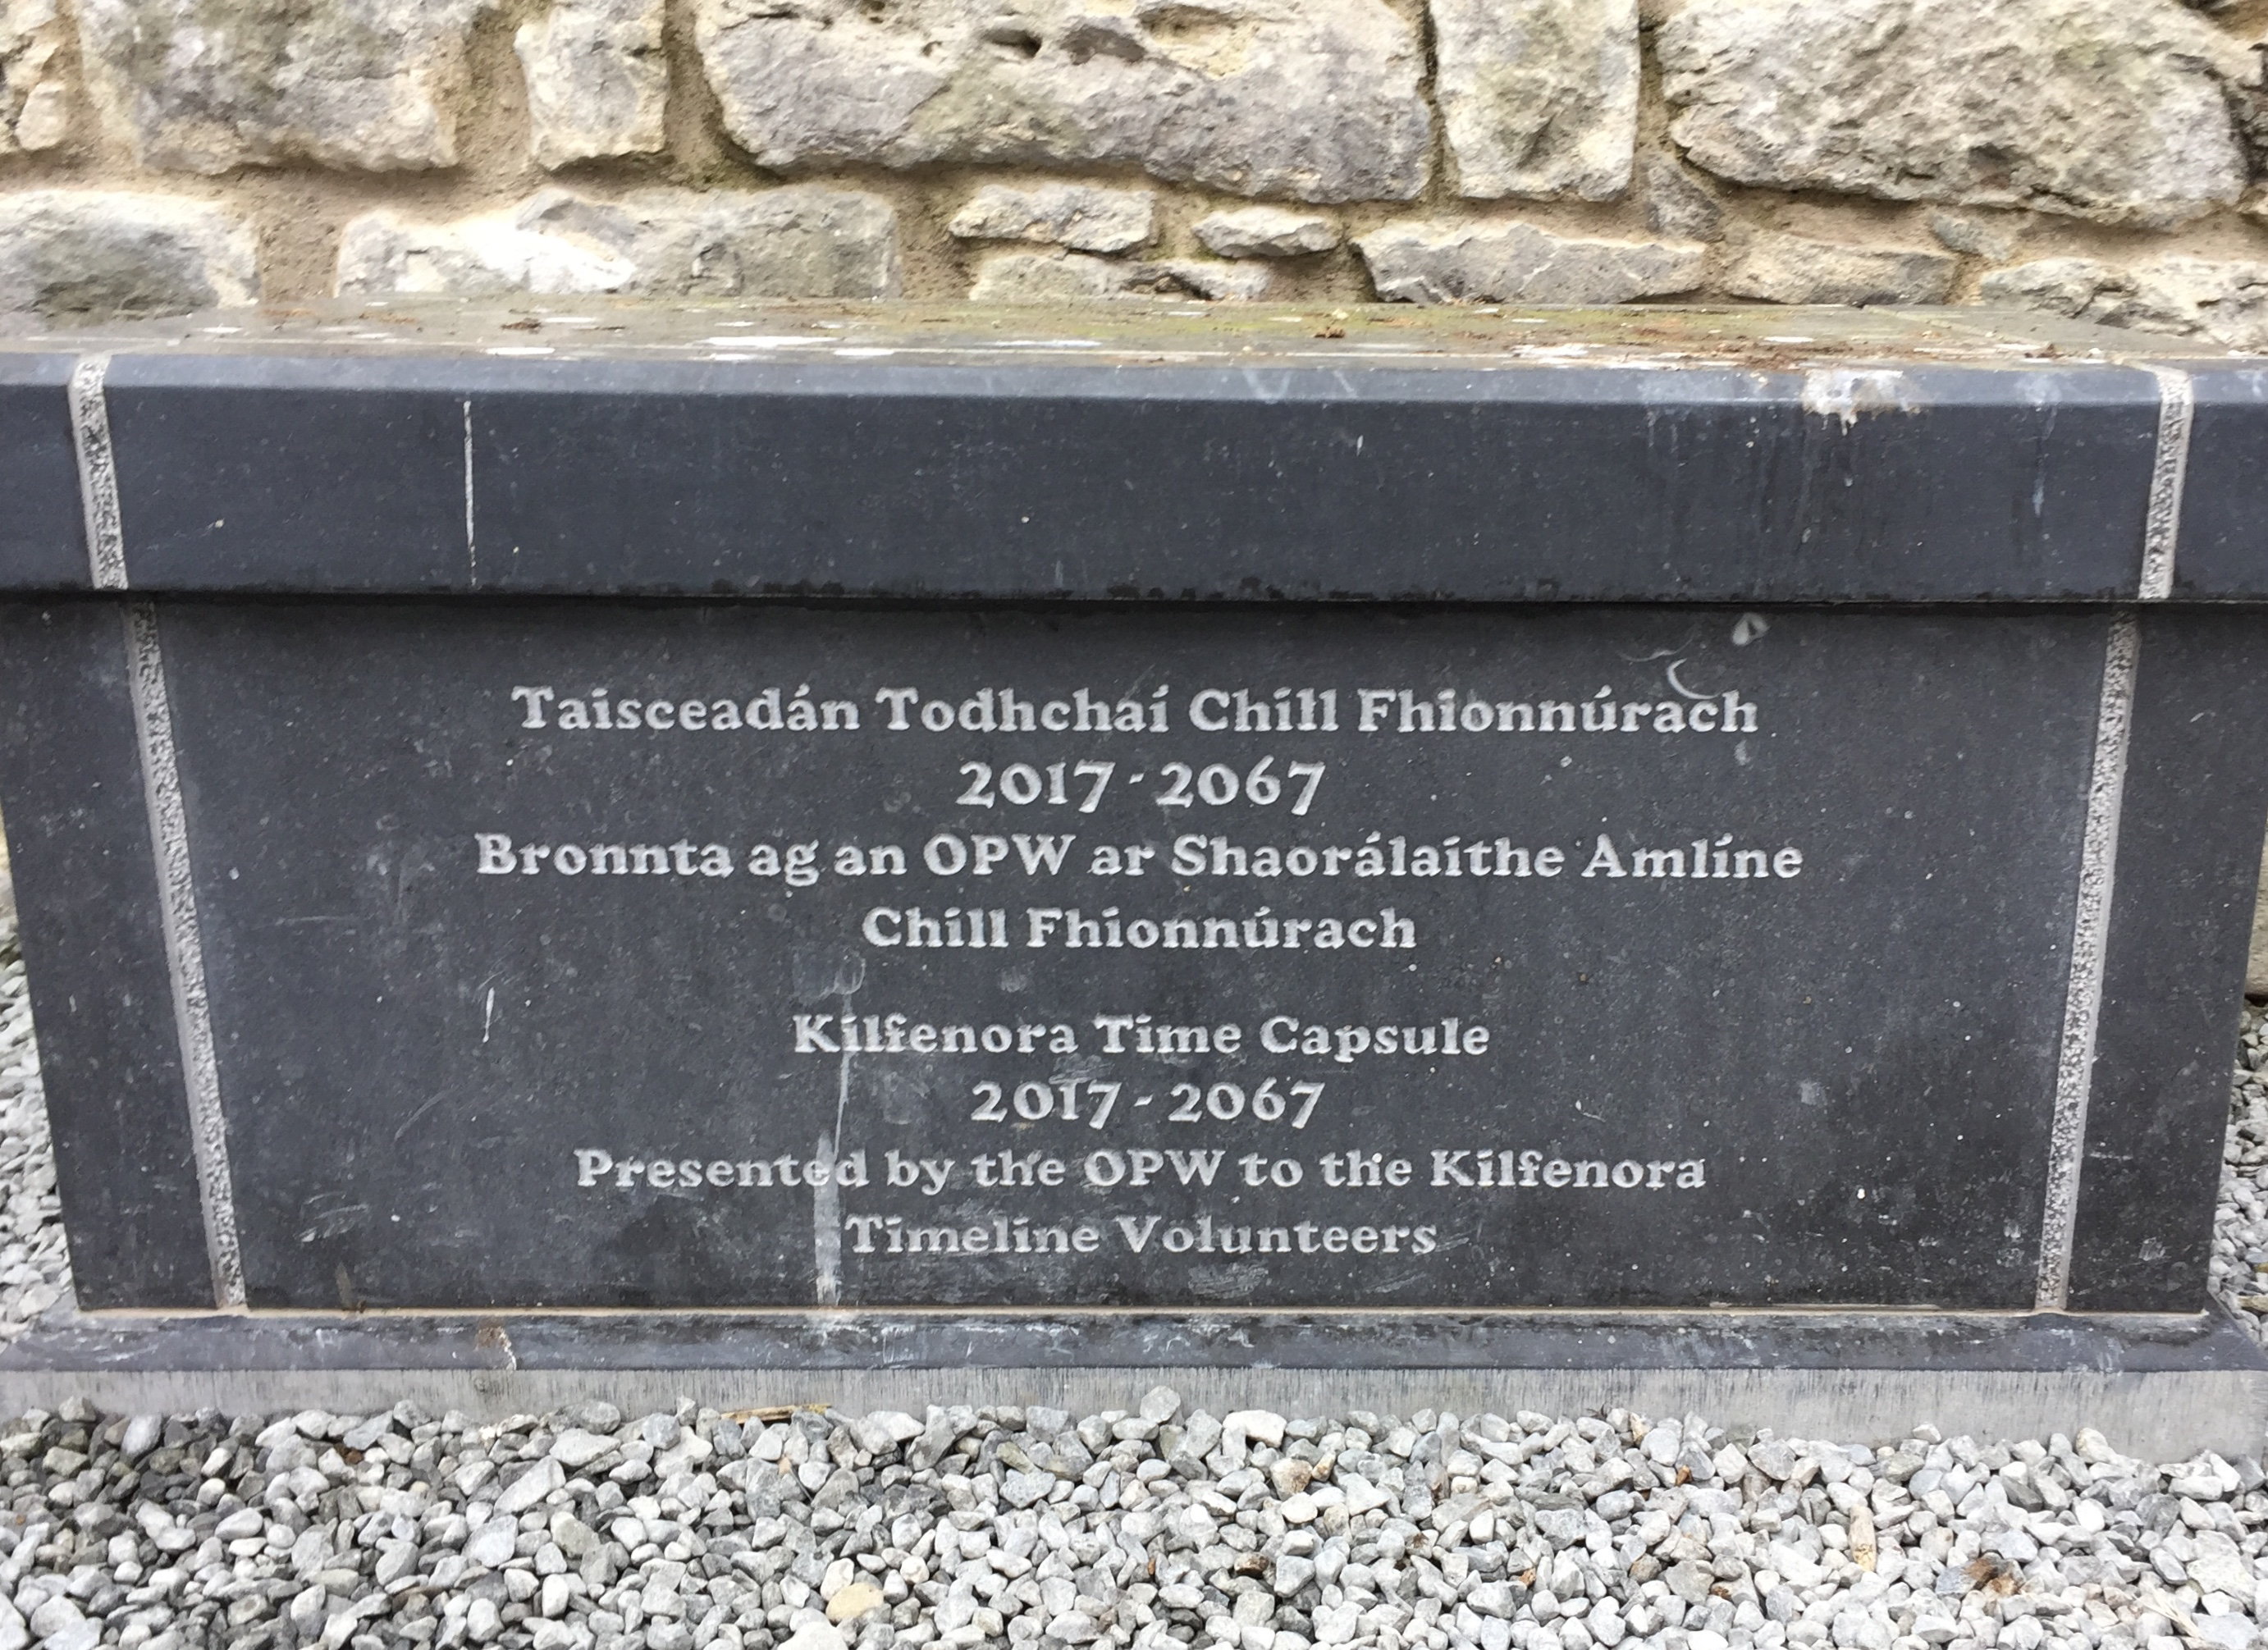 Taisceadán Todhchaí Chill Fhionnúrach
2017 - 2067
Bronnta ag an OPW ar Shaorálaithe Amlíne
Chill Fhionnúrach
Kilfenora Time Capsule
2017 - 2067
Presented by the OPW to the Kilfenora
Timeline Volunteers